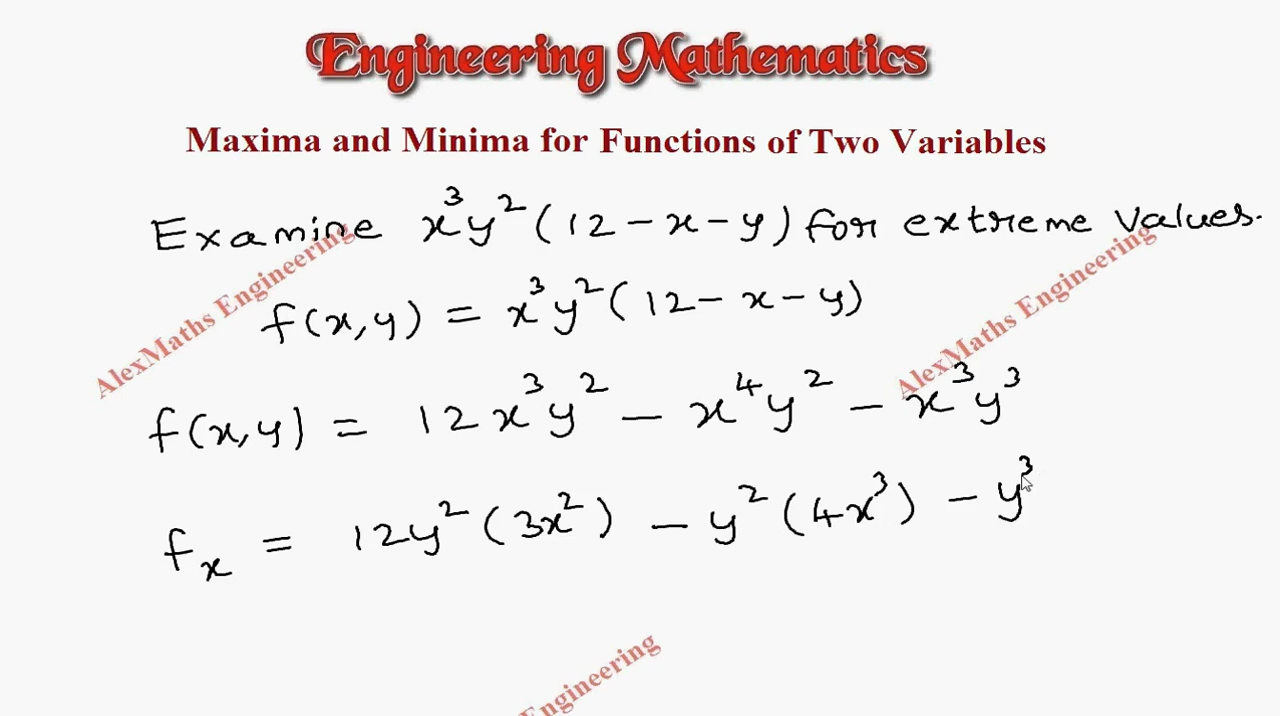 Engineering Mathematics
Maxima and Minima for Functions of Two Variables
Examine x³y²(12-x-y) for extreme values.
f(x,y) = x³y²(12-x-y)
AlexMaths Engineering
AlexMaths Engineering
f(x,y) = 12x³y² - x⁴y² - x³y³
fₓ = 12y²(3x²) - y²(4x³) - y³
Engineering